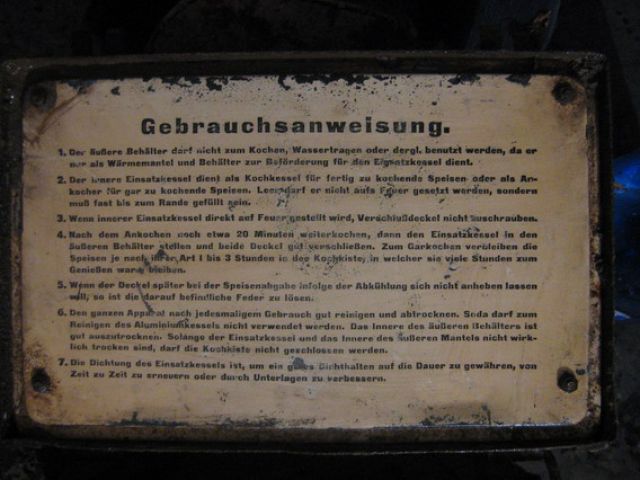 Gebrauchsanweisung.
1. Der äußere Behälter darf nicht zum Kochen, Wassertragen oder dergl. benutzt werden, da er
nur als Wärmemantel und Behälter zur Beförderung für den Einsatzkessel dient.
2. Der innere Einsatzkessel dient als Kochkessel für fertig zu kochende Speisen oder als An-
kocher für gar zu kochende Speisen. Leer darf er nicht aufs Feuer gesetzt werden, sondern
muß fast bis zum Rande gefüllt sein.
3. Wenn innerer Einsatzkessel direkt auf Feuer gestellt wird, Verschlußdeckel nicht zuschrauben.
4. Nach dem Ankochen noch etwa 20 Minuten weiterkochen, dann den Einsatzkessel in den
äußeren Behälter stellen und beide Deckel gut verschließen. Zum Garkochen verbleiben die
Speisen je nach ihrer Art 1 bis 3 Stunden in der Kochkiste, in welcher sie viele Stunden zum
Genießen warm bleiben.
5. Wenn der Deckel später bei der Speisenabgabe infolge der Abkühlung sich nicht anheben lassen
will, so ist die darauf befindliche Feder zu lösen.
6. Den ganzen Apparat nach jedesmaligem Gebrauch gut reinigen und abtrocknen. Soda darf zum
Reinigen des Aluminiumkessels nicht verwendet werden. Das Innere des äußeren Behälters ist
gut auszutrocknen. Solange der Einsatzkessel und das Innere des äußeren Mantels nicht wirk-
lich trocken sind, darf die Kochkiste nicht geschlossen werden.
7. Die Dichtung des Einsatzkessels ist, um ein gutes Dichthalten auf die Dauer zu gewähren, von
Zeit zu Zeit zu erneuern oder durch Unterlagen zu verbessern.